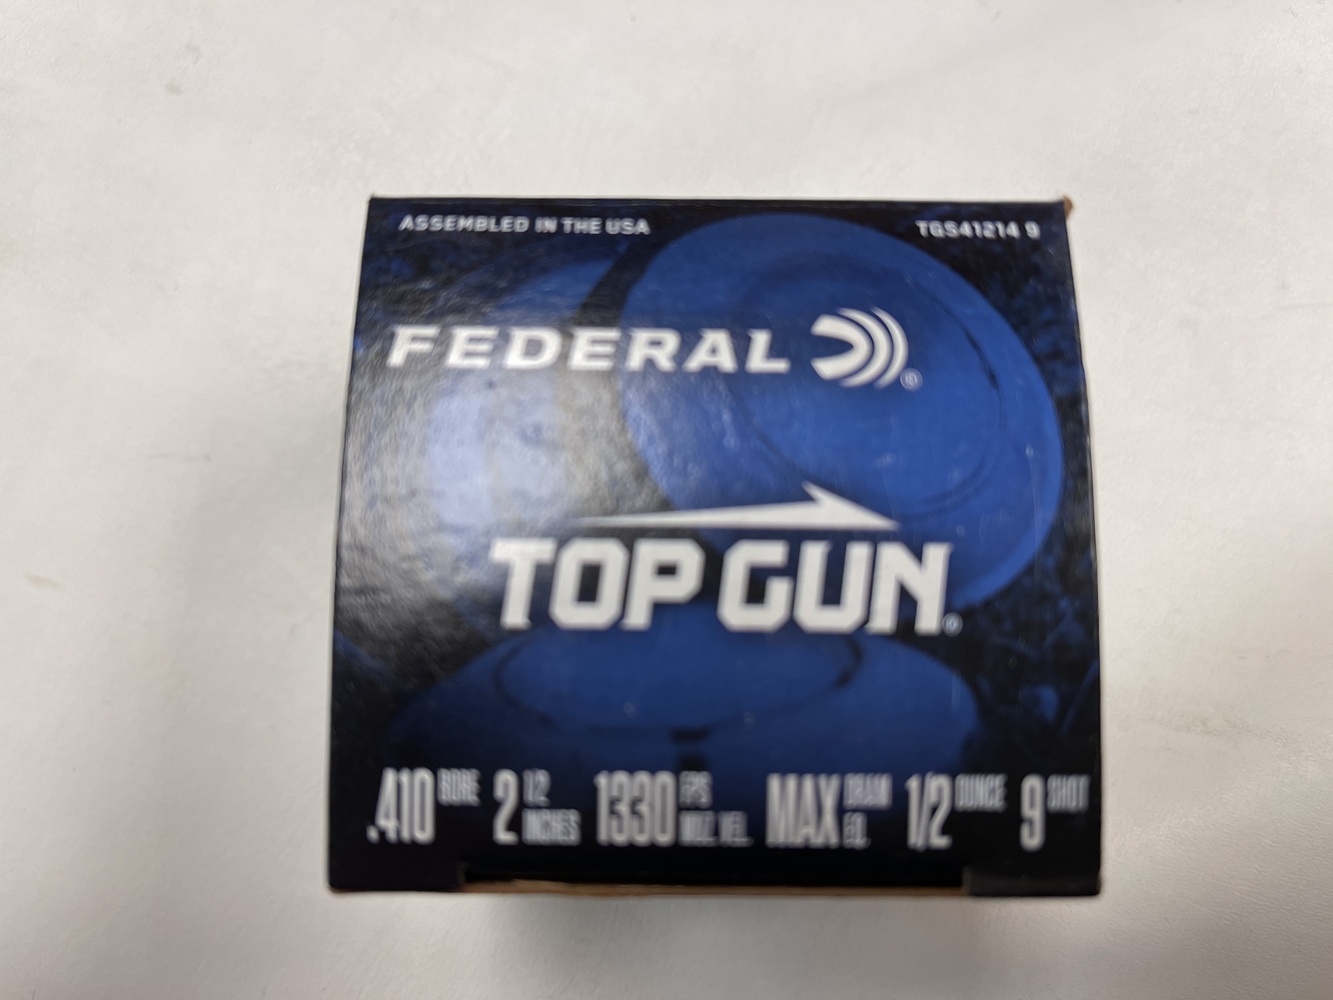 ASSEMBLED IN THE USA
TGS41214 9
FEDERAL ®
TOP GUN ®
.410 BORE 2 1/2 INCHES 1330 FPS MUZ. VEL. MAX DRAM EQ. 1/2 OUNCE 9 SHOT